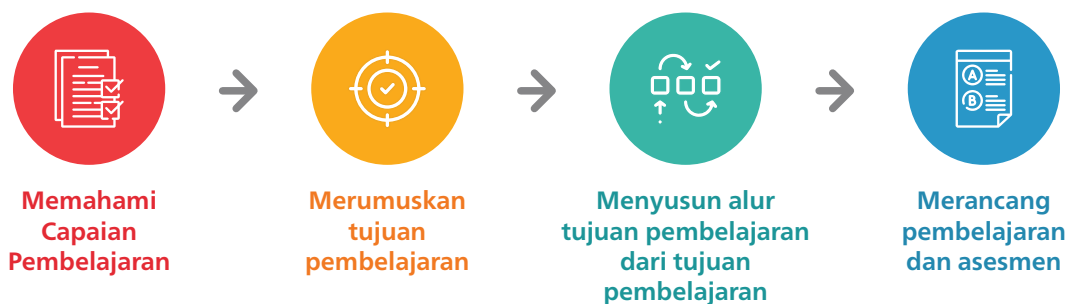 Memahami
Capaian
Pembelajaran
Merumuskan
tujuan
pembelajaran
Menyusun alur
tujuan pembelajaran
dari tujuan
pembelajaran
A
B
Merancang
pembelajaran
dan asesmen